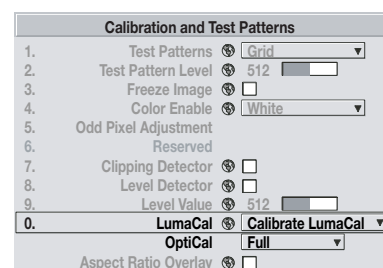 Calibration and Test Patterns
1. Test Patterns Grid
2. Test Pattern Level 512
3. Freeze Image
4. Color Enable White
5. Odd Pixel Adjustment
6. Reserved
7. Clipping Detector
8. Level Detector
9. Level Value 512
0. LumaCal Calibrate LumaCal
OptiCal Full
Aspect Ratio Overlay